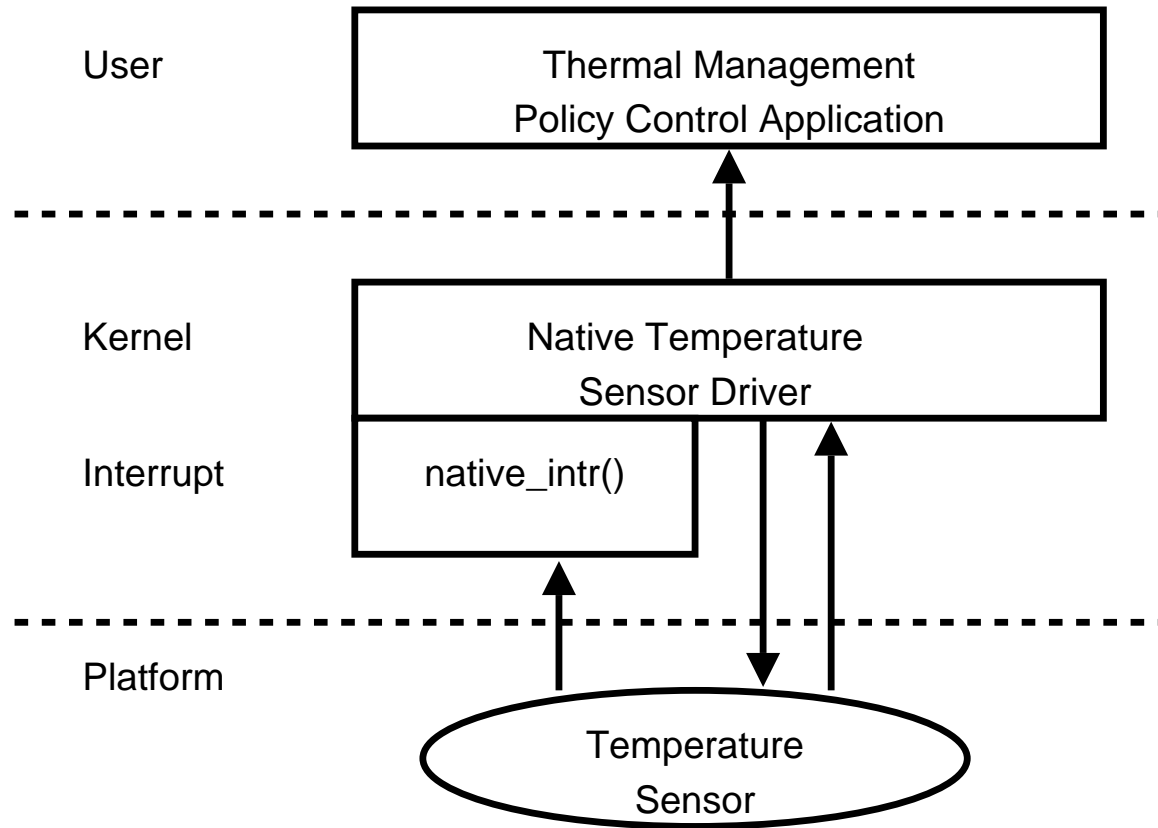 User
Thermal Management
Policy Control Application
Kernel
Native Temperature
Sensor Driver
Interrupt
native_intr()
Platform
Temperature
Sensor